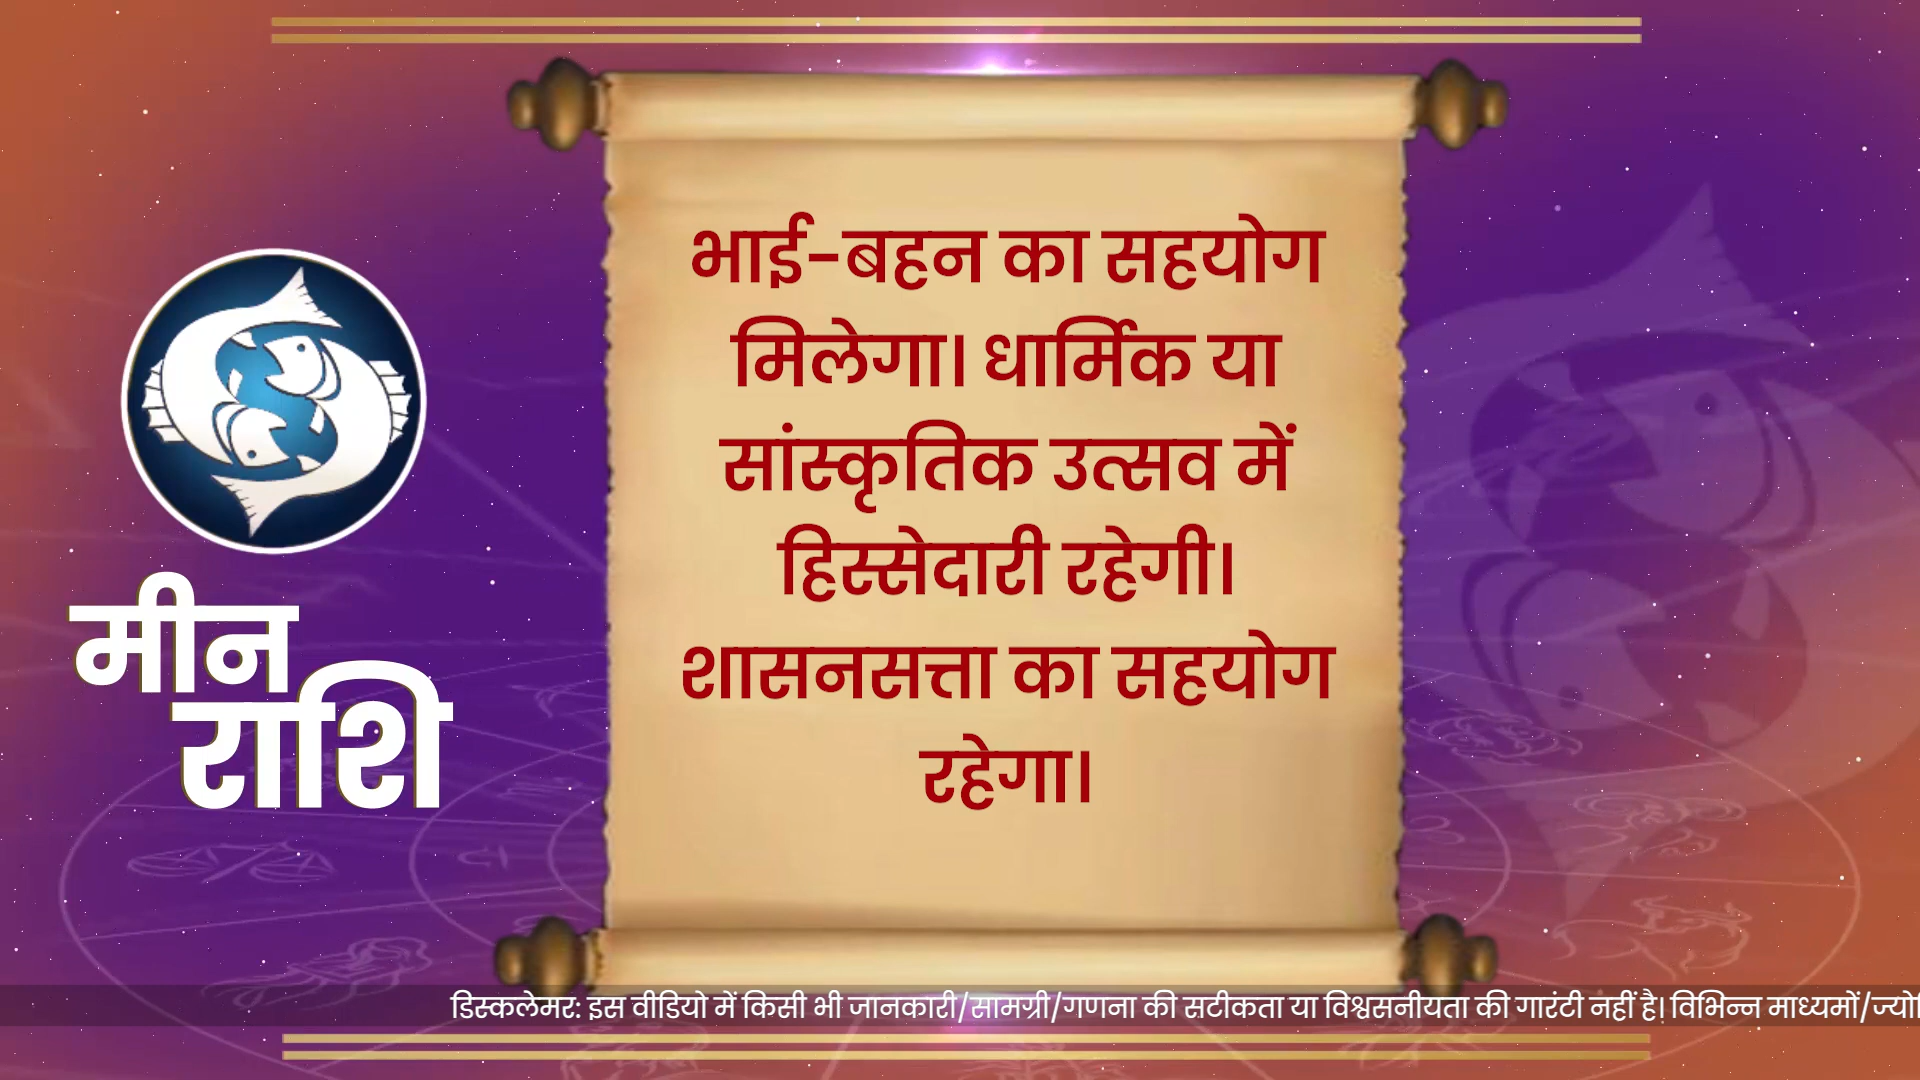 मीन
राशि
भाई-बहन का सहयोग
मिलेगा। धार्मिक या
सांस्कृतिक उत्सव में
हिस्सेदारी रहेगी।
शासनसत्ता का सहयोग
रहेगा।
डिस्कलेमर: इस वीडियो में किसी भी जानकारी/सामग्री/गणना की सटीकता या विश्वसनीयता की गारंटी नहीं है। विभिन्न माध्यमों/